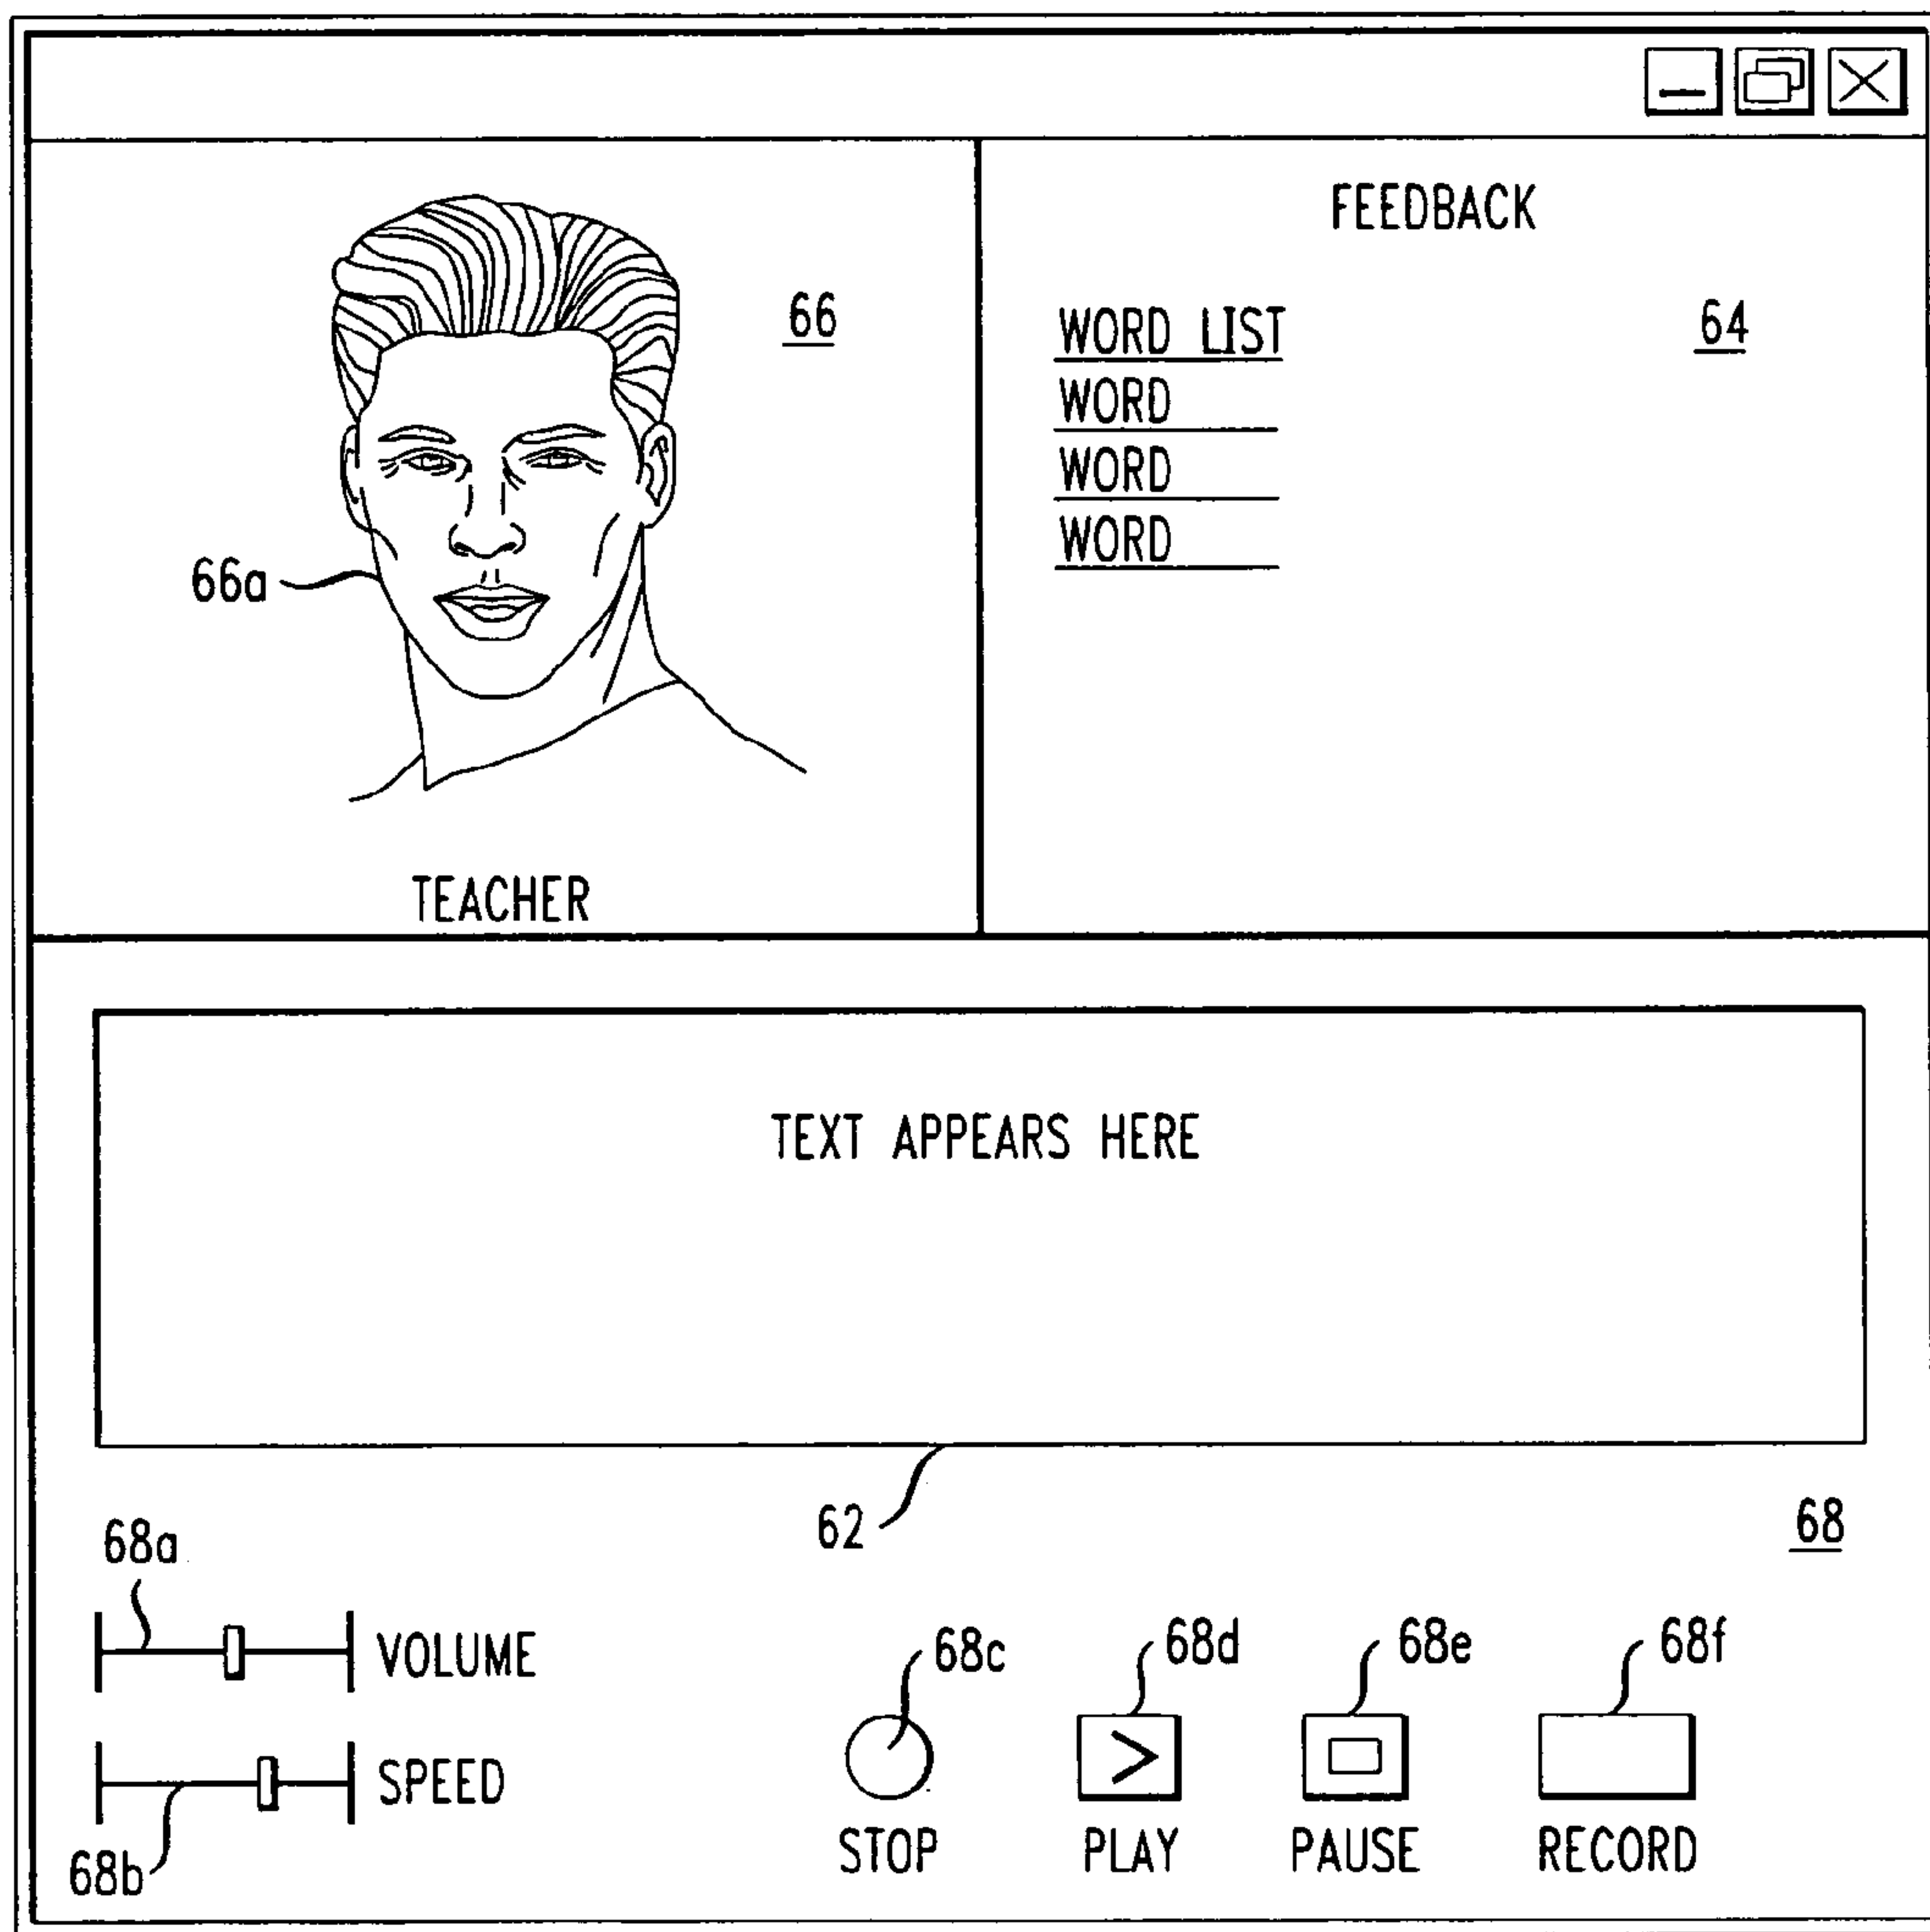 FEEDBACK
66
WORD LIST
64
WORD
WORD
WORD
66a
TEACHER
TEXT APPEARS HERE
62
68
68a
VOLUME
68c
68d
68e
68f
SPEED
68b
STOP
PLAY
PAUSE
RECORD